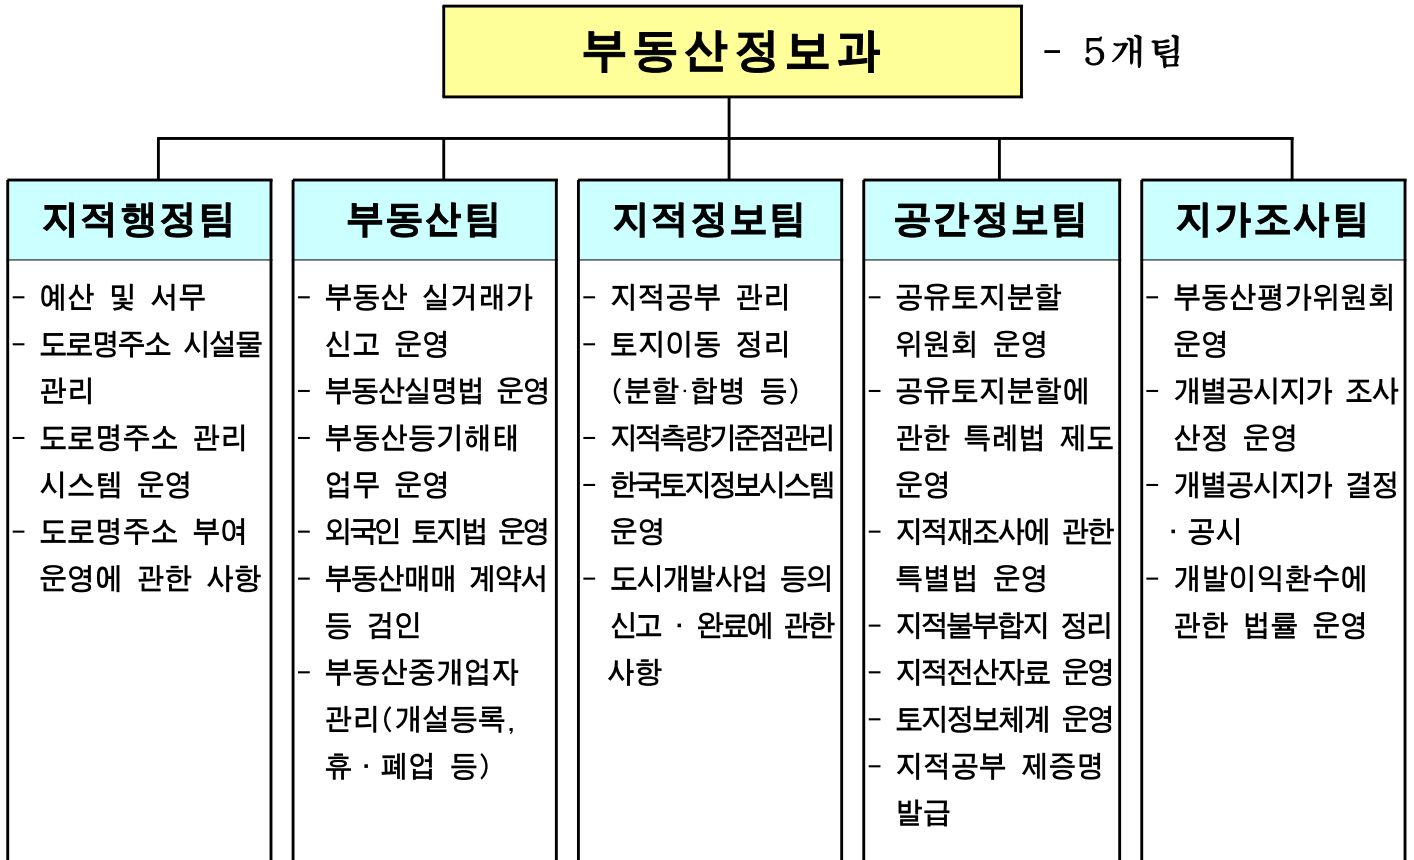 부동산정보과
- 5개팀
지적행정팀
- 예산 및 서무
- 도로명주소 시설물
관리
- 도로명주소 관리
시스템 운영
- 도로명주소 부여
운영에 관한 사항
부동산팀
- 부동산 실거래가
신고 운영
- 부동산실명법 운영
- 부동산등기해태
업무 운영
- 외국인 토지법 운영
- 부동산매매 계약서
등 검인
- 부동산중개업자
관리(개설등록,
휴 · 폐업 등)
지적정보팀
- 지적공부 관리
- 토지이동 정리
(분할·합병 등)
- 지적측량기준점관리
- 한국토지정보시스템
운영
- 도시개발사업 등의
신고 · 완료에 관한
사항
공간정보팀
- 공유토지분할
위원회 운영
- 공유토지분할에
관한 특례법 제도
운영
- 지적재조사에 관한
특별법 운영
- 지적불부합지 정리
- 지적전산자료 운영
- 토지정보체계 운영
- 지적공부 제증명
발급
지가조사팀
- 부동산평가위원회
운영
- 개별공시지가 조사
산정 운영
- 개별공시지가 결정
· 공시
- 개발이익환수에
관한 법률 운영